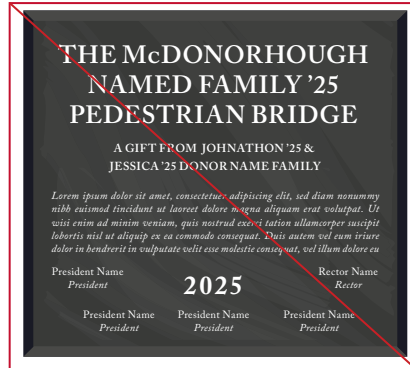 THE McDONORHOUGH
NAMED FAMILY ’25
PEDESTRIAN BRIDGE
A GIFT FROM JOHNATHON ’25 &
JESSICA ’25 DONOR NAME FAMILY
Lorem ipsum dolor sit amet, consectetuer adipiscing elit, sed diam nonummy
nibh euismod tincidunt ut laoreet dolore magna aliquam erat volutpat. Ut
wisi enim ad minim veniam, quis nostrud exerci tation ullamcorper suscipit
lobortis nisl ut aliquip ex ea commodo consequat. Duis autem vel eum iriure
dolor in hendrerit in vulputate velit esse molestie consequat, vel illum dolore eu
President Name
President
2025
Rector Name
Rector
President Name President Name President Name
President President President